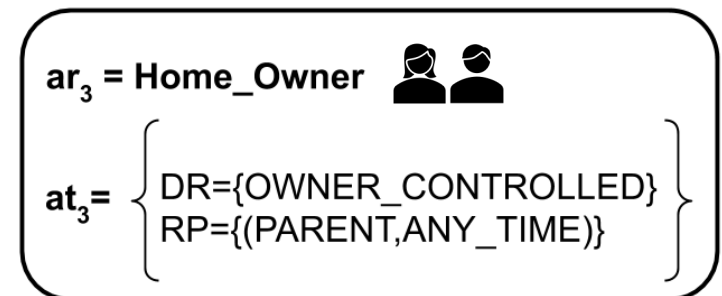 ar₃ = Home_Owner
at₃= { DR={OWNER_CONTROLLED}
RP={(PARENT,ANY_TIME)} }